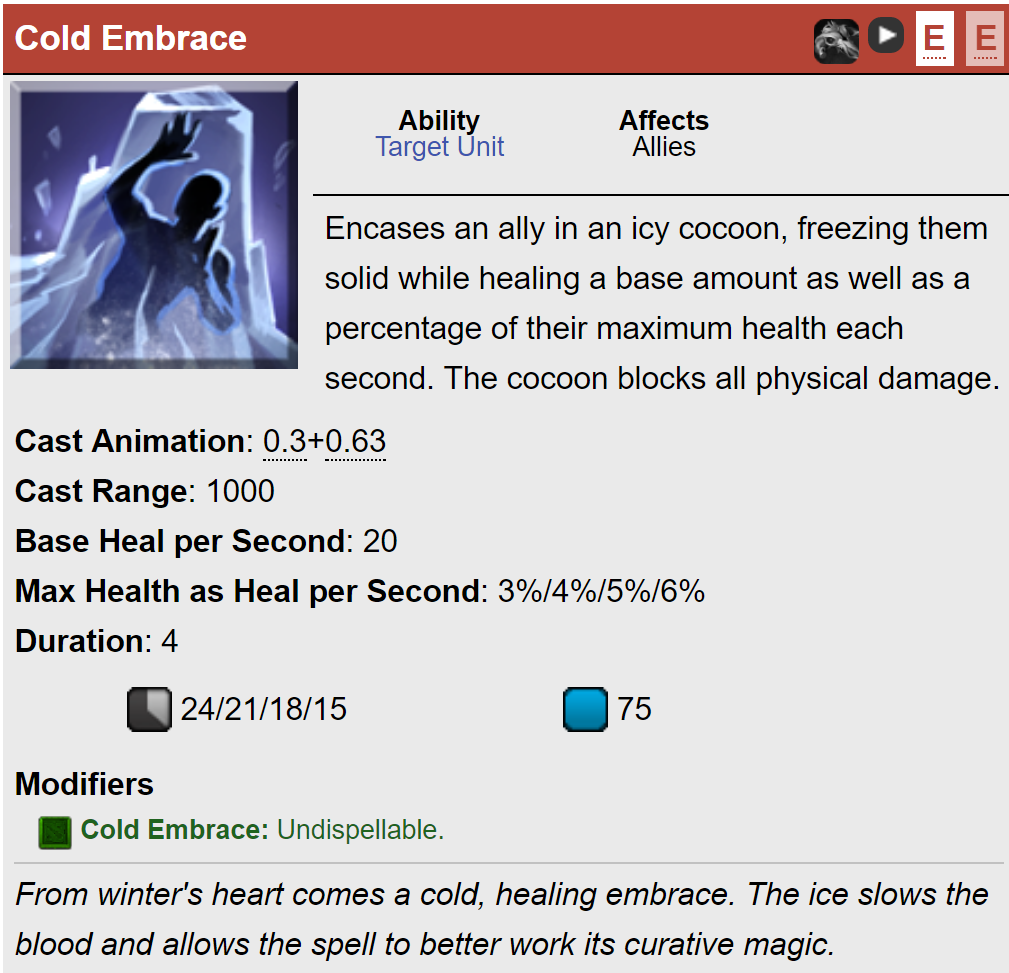 Cold Embrace E E
Ability Affects
Target Unit Allies
Encases an ally in an icy cocoon, freezing them
solid while healing a base amount as well as a
percentage of their maximum health each
second. The cocoon blocks all physical damage.
Cast Animation: 0.3+0.63
Cast Range: 1000
Base Heal per Second: 20
Max Health as Heal per Second: 3%/4%/5%/6%
Duration: 4
24/21/18/15 75
Modifiers
Cold Embrace: Undispellable.
From winter's heart comes a cold, healing embrace. The ice slows the
blood and allows the spell to better work its curative magic.